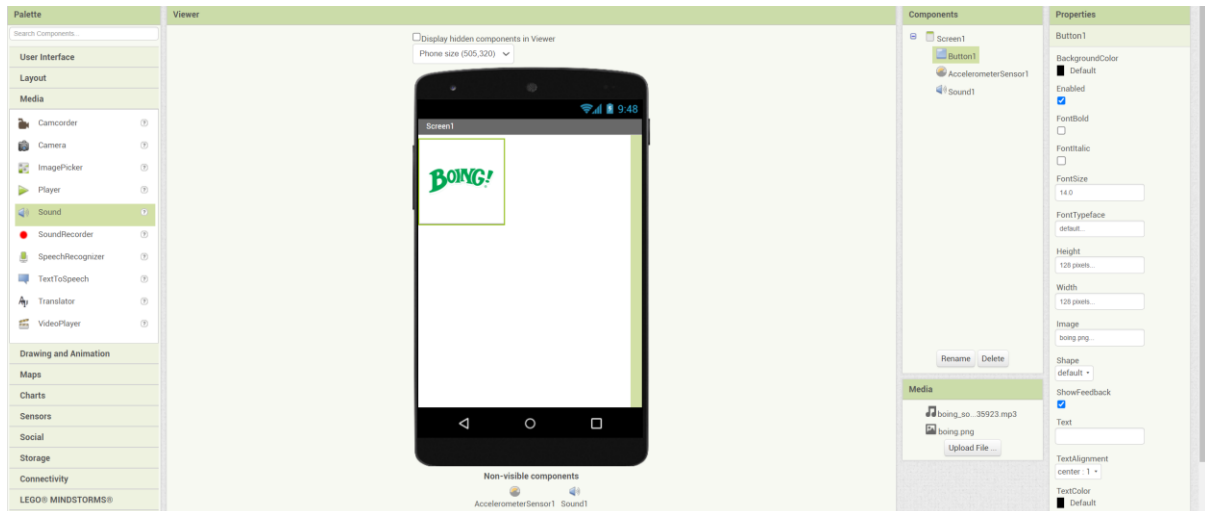 Palette
Search Components...
User Interface
Layout
Media
Camcorder
Camera
ImagePicker
Player
Sound
SoundRecorder
SpeechRecognizer
TextToSpeech
Translator
VideoPlayer
Drawing and Animation
Maps
Charts
Sensors
Social
Storage
Connectivity
LEGO® MINDSTORMS®
Viewer
Display hidden components in Viewer
Phone size (505,320)
9:48
Screen1
BOING!
Non-visible components
AccelerometerSensor1 Sound1
Components
Screen1
Button1
AccelerometerSensor1
Sound1
Rename Delete
Media
boing_so...35923.mp3
boing.png
Upload File ...
Properties
Button1
BackgroundColor
Default
Enabled
FontBold
FontItalic
FontSize
14.0
FontTypeface
default...
Height
128 pixels...
Width
128 pixels...
Image
boing.png...
Shape
default
ShowFeedback
Text
TextAlignment
center : 1
TextColor
Default